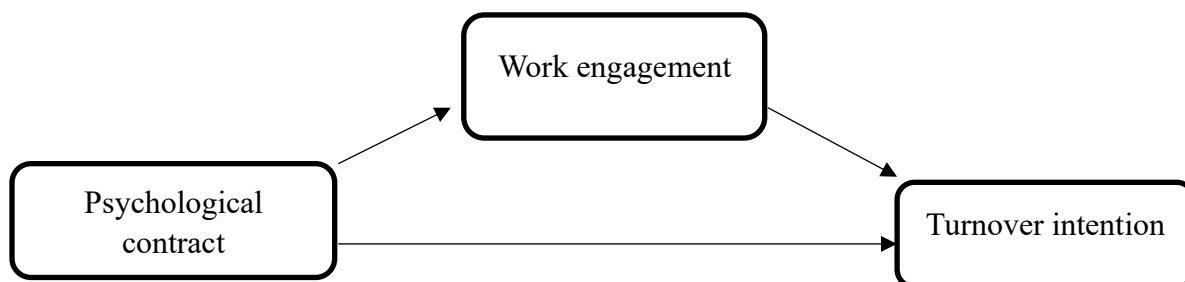 Work engagement
Psychological
contract
Turnover intention